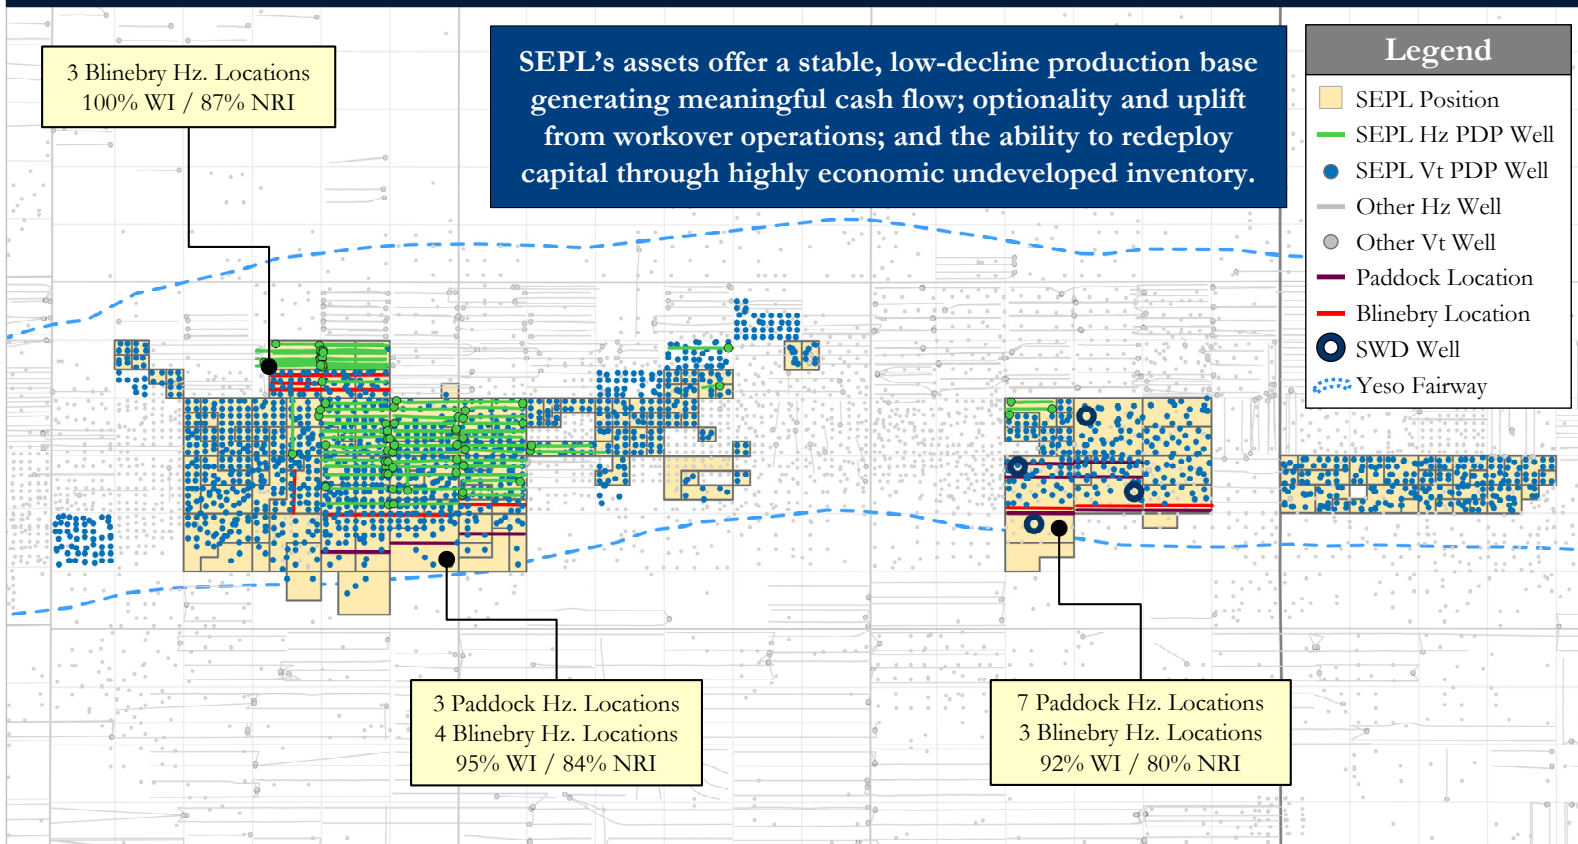 3 Blinebry Hz. Locations
100% WI / 87% NRI
SEPL's assets offer a stable, low-decline production base
generating meaningful cash flow; optionality and uplift
from workover operations; and the ability to redeploy
capital through highly economic undeveloped inventory.
Legend
SEPL Position
SEPL Hz PDP Well
SEPL Vt PDP Well
Other Hz Well
Other Vt Well
Paddock Location
Blinebry Location
SWD Well
Yeso Fairway
3 Paddock Hz. Locations
4 Blinebry Hz. Locations
95% WI / 84% NRI
7 Paddock Hz. Locations
3 Blinebry Hz. Locations
92% WI / 80% NRI